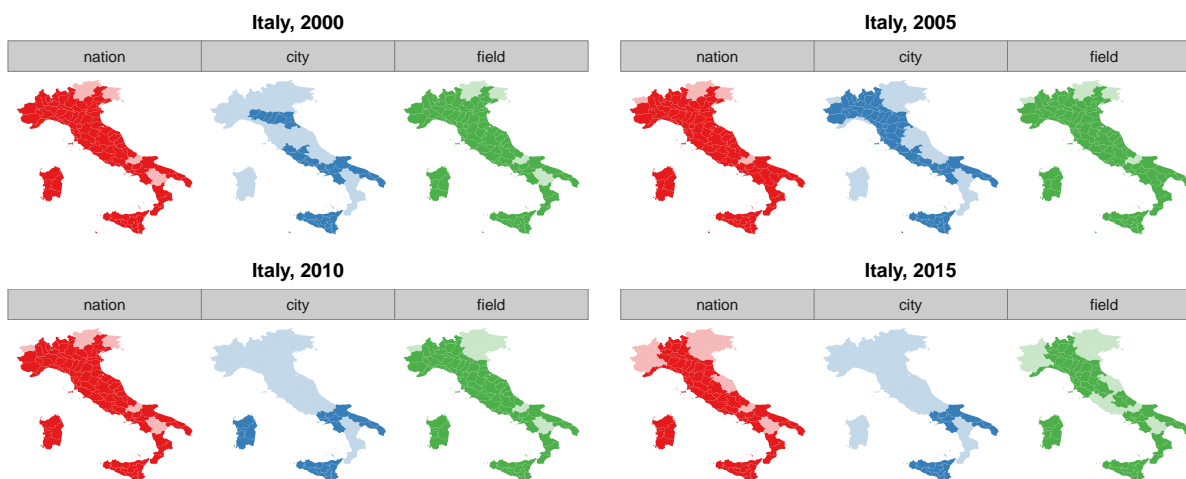 Italy, 2000
nation city field
Italy, 2005
nation city field
Italy, 2010
nation city field
Italy, 2015
nation city field